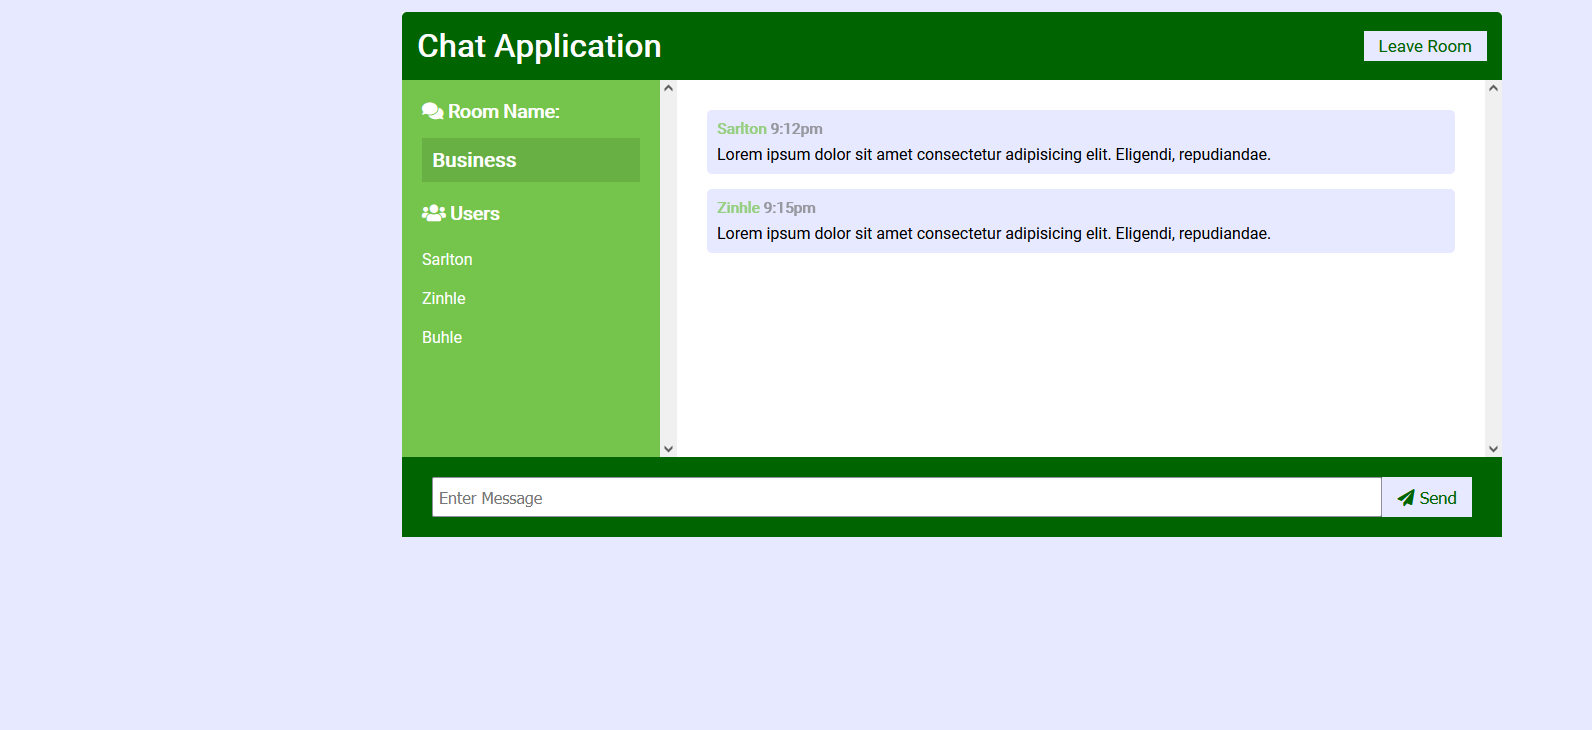 Chat Application
Leave Room
Room Name:
Business
Users
Sarlton
Zinhle
Buhle
Sarlton 9:12pm
Lorem ipsum dolor sit amet consectetur adipisicing elit. Eligendi, repudiandae.
Zinhle 9:15pm
Lorem ipsum dolor sit amet consectetur adipisicing elit. Eligendi, repudiandae.
Enter Message
Send